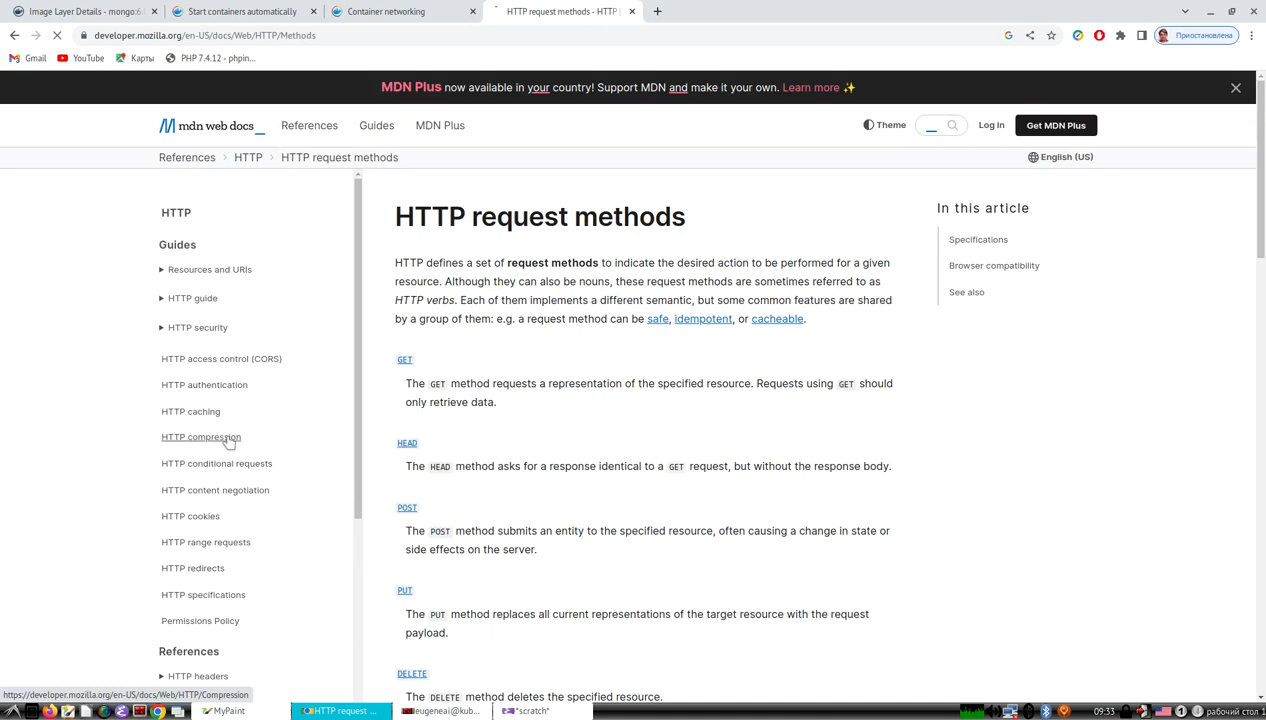 Image Layer Details - mongo:6.
Start containers automatically
Container networking
HTTP request methods - HTTP
developer.mozilla.org/en-US/docs/Web/HTTP/Methods
Приостановлена
Gmail
YouTube
Карты
PHP 7.4.12 - phpin...
MDN Plus now available in your country! Support MDN and make it your own. Learn more ✨
mdn web docs_
References
Guides
MDN Plus
Theme
Log in
Get MDN Plus
References > HTTP > HTTP request methods
English (US)
HTTP
Guides
Resources and URIs
HTTP guide
HTTP security
HTTP access control (CORS)
HTTP authentication
HTTP caching
HTTP compression
HTTP conditional requests
HTTP content negotiation
HTTP cookies
HTTP range requests
HTTP redirects
HTTP specifications
Permissions Policy
References
HTTP headers
HTTP request methods
HTTP defines a set of request methods to indicate the desired action to be performed for a given
resource. Although they can also be nouns, these request methods are sometimes referred to as
HTTP verbs. Each of them implements a different semantic, but some common features are shared
by a group of them: e.g. a request method can be safe, idempotent, or cacheable.
GET
The GET method requests a representation of the specified resource. Requests using GET should
only retrieve data.
HEAD
The HEAD method asks for a response identical to a GET request, but without the response body.
POST
The POST method submits an entity to the specified resource, often causing a change in state or
side effects on the server.
PUT
The PUT method replaces all current representations of the target resource with the request
payload.
DELETE
The DELETE method deletes the specified resource.
In this article
Specifications
Browser compatibility
See also
https://developer.mozilla.org/en-US/docs/Web/HTTP/Compression
MyPaint
HTTP request ...
eugeneai@kub...
*scratch*
09:33
рабочий стол 1